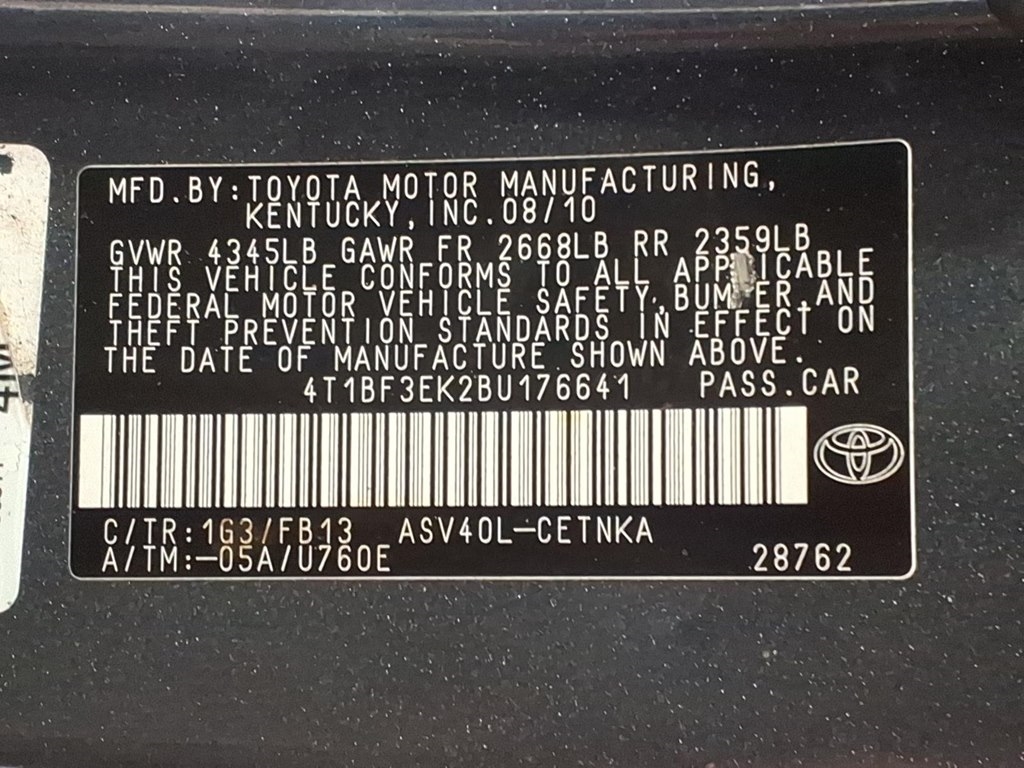 MFD.BY:TOYOTA MOTOR MANUFACTURING,
KENTUCKY,INC.08/10
GVWR 4345LB GAWR FR 2668LB RR 2359LB
THIS VEHICLE CONFORMS TO ALL APPLICABLE
FEDERAL MOTOR VEHICLE SAFETY,BUMPER,AND
THEFT PREVENTION STANDARDS IN EFFECT ON
THE DATE OF MANUFACTURE SHOWN ABOVE.
4T1BF3EK2BU176641 PASS.CAR
C/TR:1G3/FB13 ASV40L-CETNKA
A/TM:-05A/U760E 28762